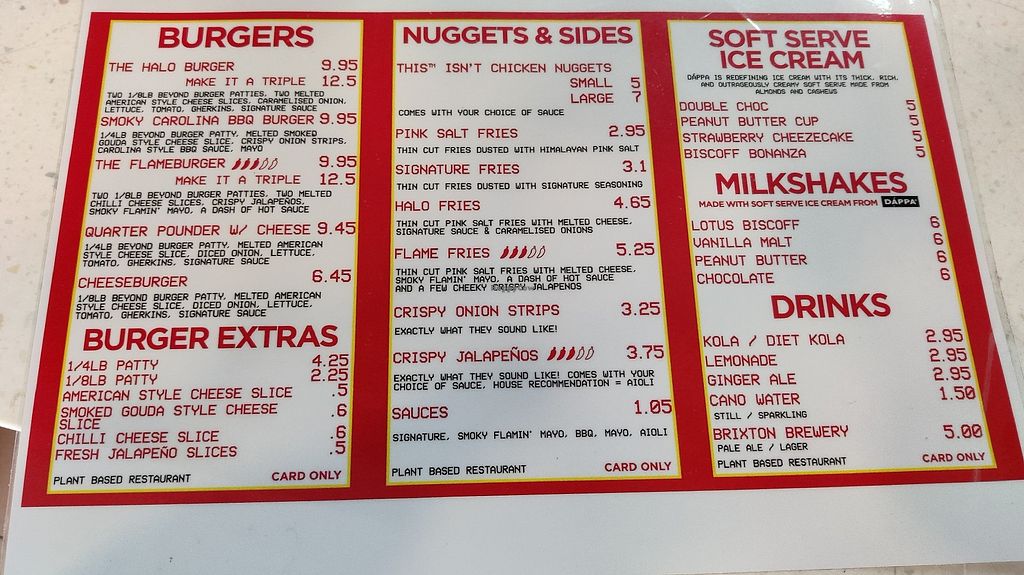 BURGERS
THE HALO BURGER 9.95
MAKE IT A TRIPLE 12.5
TWO 1/8LB BEYOND BURGER PATTIES, TWO MELTED
AMERICAN STYLE CHEESE SLICES, CARAMELISED ONION,
LETTUCE, TOMATO, GHERKINS, SIGNATURE SAUCE
SMOKY CAROLINA BBQ BURGER 9.95
1/4LB BEYOND BURGER PATTY, MELTED SMOKED
GOUDA STYLE CHEESE SLICE, CRISPY ONION STRIPS,
CAROLINA STYLE BBQ SAUCE, MAYO
THE FLAMEBURGER 9.95
MAKE IT A TRIPLE 12.5
TWO 1/8LB BEYOND BURGER PATTIES, TWO MELTED
CHILLI CHEESE SLICES, CRISPY JALAPEÑOS,
SMOKY FLAMIN' MAYO, A DASH OF HOT SAUCE
QUARTER POUNDER W/ CHEESE 9.45
1/4LB BEYOND BURGER PATTY, MELTED AMERICAN
STYLE CHEESE SLICE, DICED ONION, LETTUCE,
TOMATO, GHERKINS, SIGNATURE SAUCE
CHEESEBURGER 6.45
1/8LB BEYOND BURGER PATTY, MELTED AMERICAN
STYLE CHEESE SLICE, DICED ONION, LETTUCE,
TOMATO, GHERKINS, SIGNATURE SAUCE
BURGER EXTRAS
1/4LB PATTY 4.25
1/8LB PATTY 2.25
AMERICAN STYLE CHEESE SLICE .5
SMOKED GOUDA STYLE CHEESE
SLICE .6
CHILLI CHEESE SLICE .6
FRESH JALAPEÑO SLICES .5
PLANT BASED RESTAURANT CARD ONLY
NUGGETS & SIDES
THIS™ ISN'T CHICKEN NUGGETS
SMALL 5
LARGE 7
COMES WITH YOUR CHOICE OF SAUCE
PINK SALT FRIES 2.95
THIN CUT FRIES DUSTED WITH HIMALAYAN PINK SALT
SIGNATURE FRIES 3.1
THIN CUT FRIES DUSTED WITH SIGNATURE SEASONING
HALO FRIES 4.65
THIN CUT PINK SALT FRIES WITH MELTED CHEESE,
SIGNATURE SAUCE & CARAMELISED ONIONS
FLAME FRIES 5.25
THIN CUT PINK SALT FRIES WITH MELTED CHEESE,
SMOKY FLAMIN' MAYO, A DASH OF HOT SAUCE
AND A FEW CHEEKY CRISPY JALAPENOS
CRISPY ONION STRIPS 3.25
EXACTLY WHAT THEY SOUND LIKE!
CRISPY JALAPEÑOS 3.75
EXACTLY WHAT THEY SOUND LIKE! COMES WITH YOUR
CHOICE OF SAUCE, HOUSE RECOMMENDATION = AIOLI
SAUCES 1.05
SIGNATURE, SMOKY FLAMIN' MAYO, BBQ, MAYO, AIOLI
PLANT BASED RESTAURANT CARD ONLY
SOFT SERVE
ICE CREAM
DÁPPA IS REDEFINING ICE CREAM WITH ITS THICK, RICH,
AND OUTRAGEOUSLY CREAMY SOFT SERVE MADE FROM
ALMONDS AND CASHEWS
DOUBLE CHOC 5
PEANUT BUTTER CUP 5
STRAWBERRY CHEEZECAKE 5
BISCOFF BONANZA 5
MILKSHAKES
MADE WITH SOFT SERVE ICE CREAM FROM DÁPPA
LOTUS BISCOFF 6
VANILLA MALT 6
PEANUT BUTTER 6
CHOCOLATE 6
DRINKS
KOLA / DIET KOLA 2.95
LEMONADE 2.95
GINGER ALE 2.95
CANO WATER 1.50
STILL / SPARKLING
BRIXTON BREWERY 5.00
PALE ALE / LAGER
PLANT BASED RESTAURANT CARD ONLY